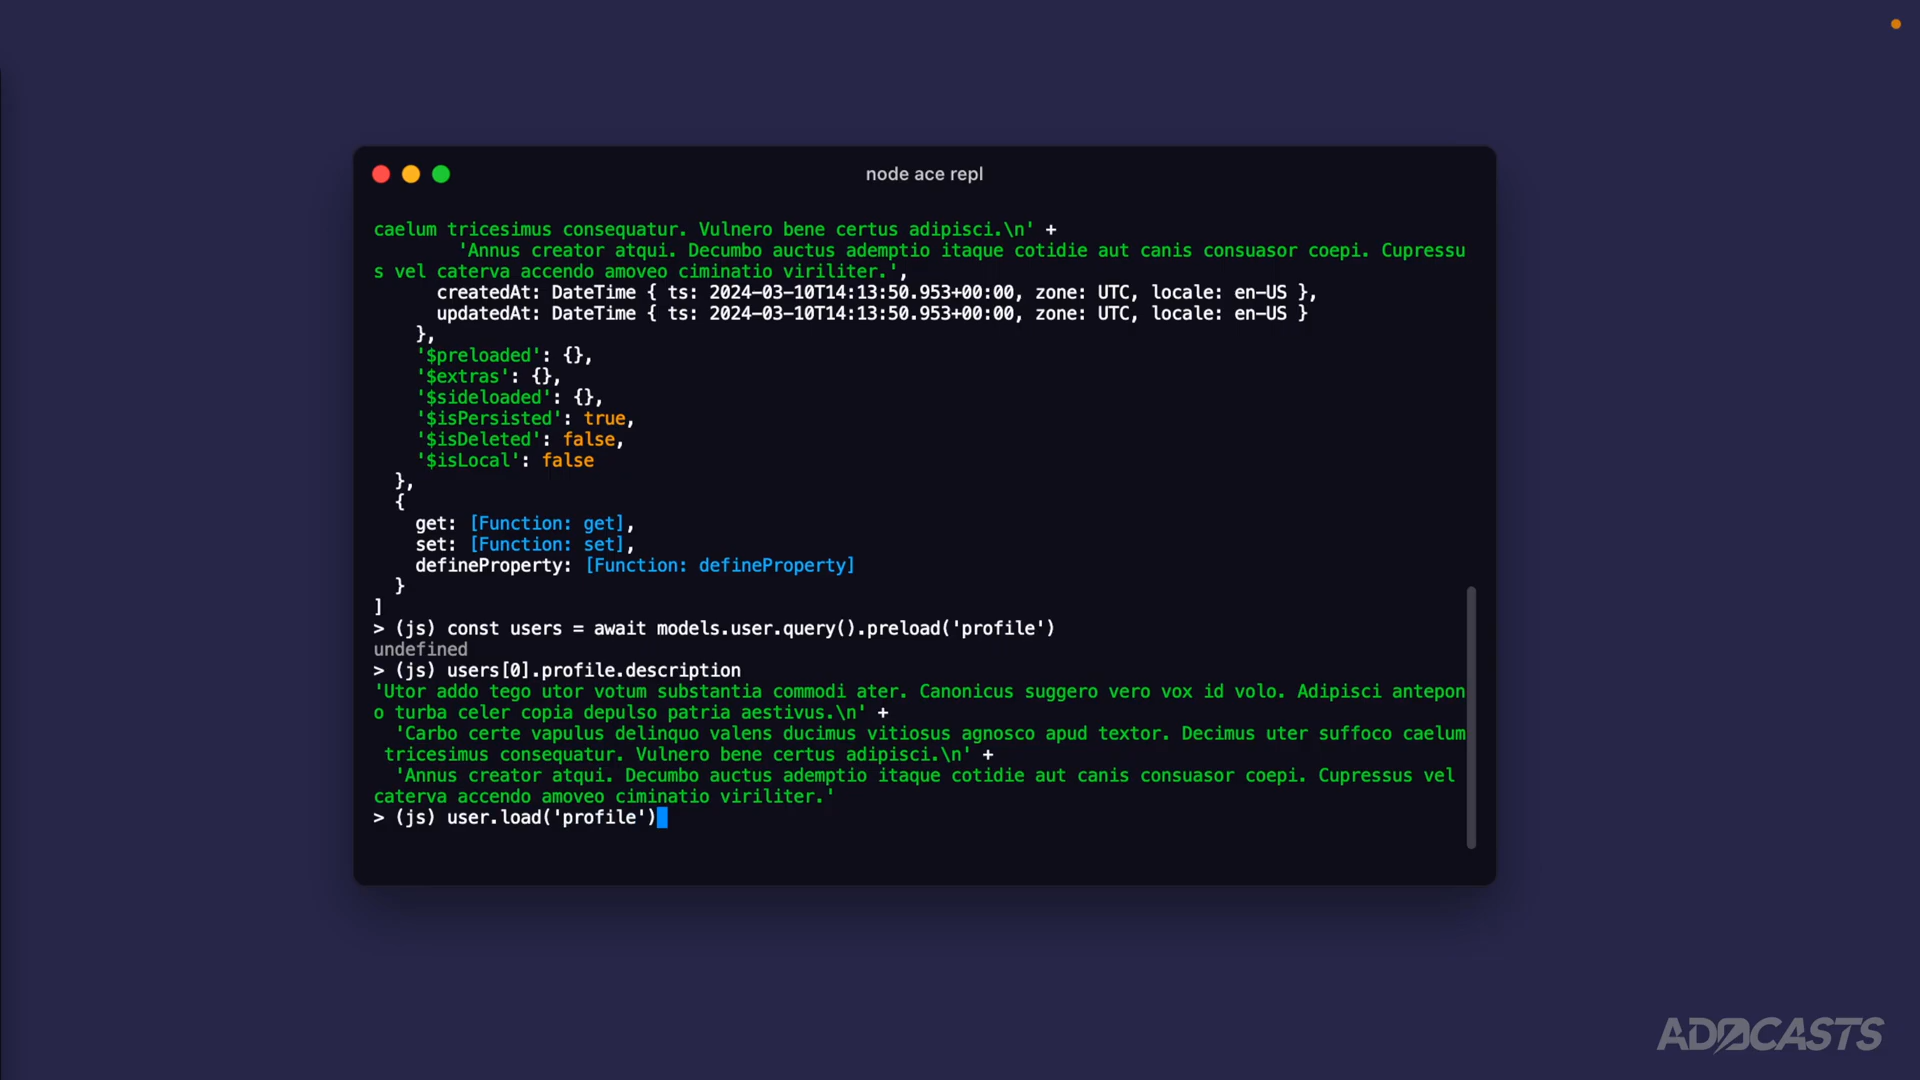 node ace repl
caelum tricesimus consequatur. Vulnero bene certus adipisci.\n' +
'Annus creator atqui. Decumbo auctus ademptio itaque cotidie aut canis consuasor coepi. Cupressu
s vel caterva accendo amoveo ciminatio viriliter.',
createdAt: DateTime { ts: 2024-03-10T14:13:50.953+00:00, zone: UTC, locale: en-US },
updatedAt: DateTime { ts: 2024-03-10T14:13:50.953+00:00, zone: UTC, locale: en-US }
},
'$preloaded': {},
'$extras': {},
'$sideloaded': {},
'$isPersisted': true,
'$isDeleted': false,
'$isLocal': false
},
{
get: [Function: get],
set: [Function: set],
defineProperty: [Function: defineProperty]
}
]
> (js) const users = await models.user.query().preload('profile')
undefined
> (js) users[0].profile.description
'Utor addo tego utor votum substantia commodi ater. Canonicus suggero vero vox id volo. Adipisci antepon
o turba celer copia depulso patria aestivus.\n' +
'Carbo certe vapulus delinquo valens ducimus vitiosus agnosco apud textor. Decimus uter suffoco caelum
tricesimus consequatur. Vulnero bene certus adipisci.\n' +
'Annus creator atqui. Decumbo auctus ademptio itaque cotidie aut canis consuasor coepi. Cupressus vel
caterva accendo amoveo ciminatio viriliter.'
> (js) user.load('profile')
ADOCASTS